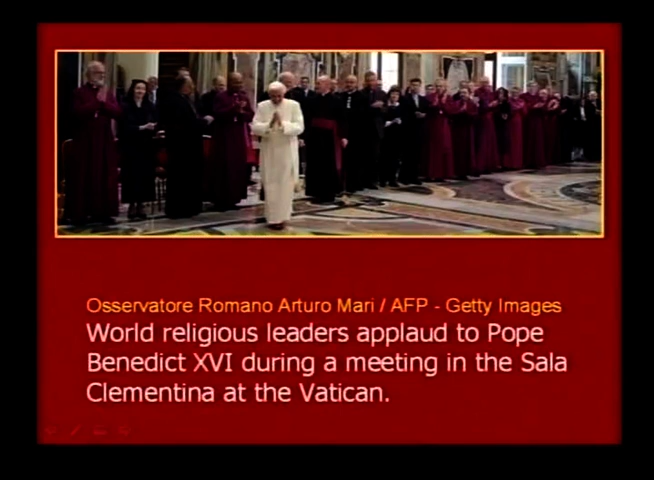 Osservatore Romano Arturo Mari / AFP - Getty Images
World religious leaders applaud to Pope
Benedict XVI during a meeting in the Sala
Clementina at the Vatican.